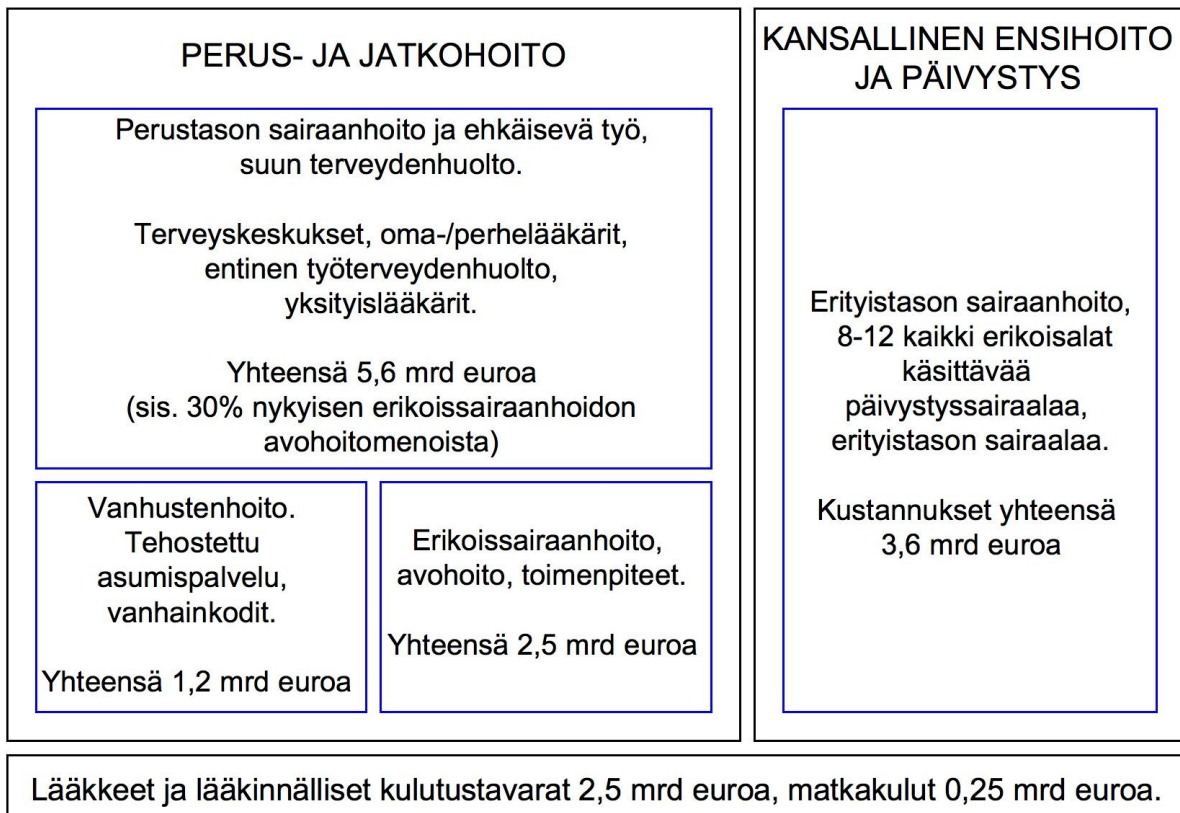 PERUS- JA JATKOHOITO
Perustason sairaanhoito ja ehkäisevä työ,
suun terveydenhuolto.
Terveyskeskukset, oma-/perhelääkärit,
entinen työterveydenhuolto,
yksityislääkärit.
Yhteensä 5,6 mrd euroa
(sis. 30% nykyisen erikoissairaanhoidon
avohoitomenoista)
Vanhustenhoito.
Tehostettu
asumispalvelu,
vanhainkodit.
Yhteensä 1,2 mrd euroa
Erikoissairaanhoito,
avohoito, toimenpiteet.
Yhteensä 2,5 mrd euroa
KANSALLINEN ENSIHOITO
JA PÄIVYSTYS
Erityistason sairaanhoito,
8-12 kaikki erikoisalat
käsittävää
päivystyssairaalaa,
erityistason sairaalaa.
Kustannukset yhteensä
3,6 mrd euroa
Lääkkeet ja lääkinnälliset kulutustavarat 2,5 mrd euroa, matkakulut 0,25 mrd euroa.